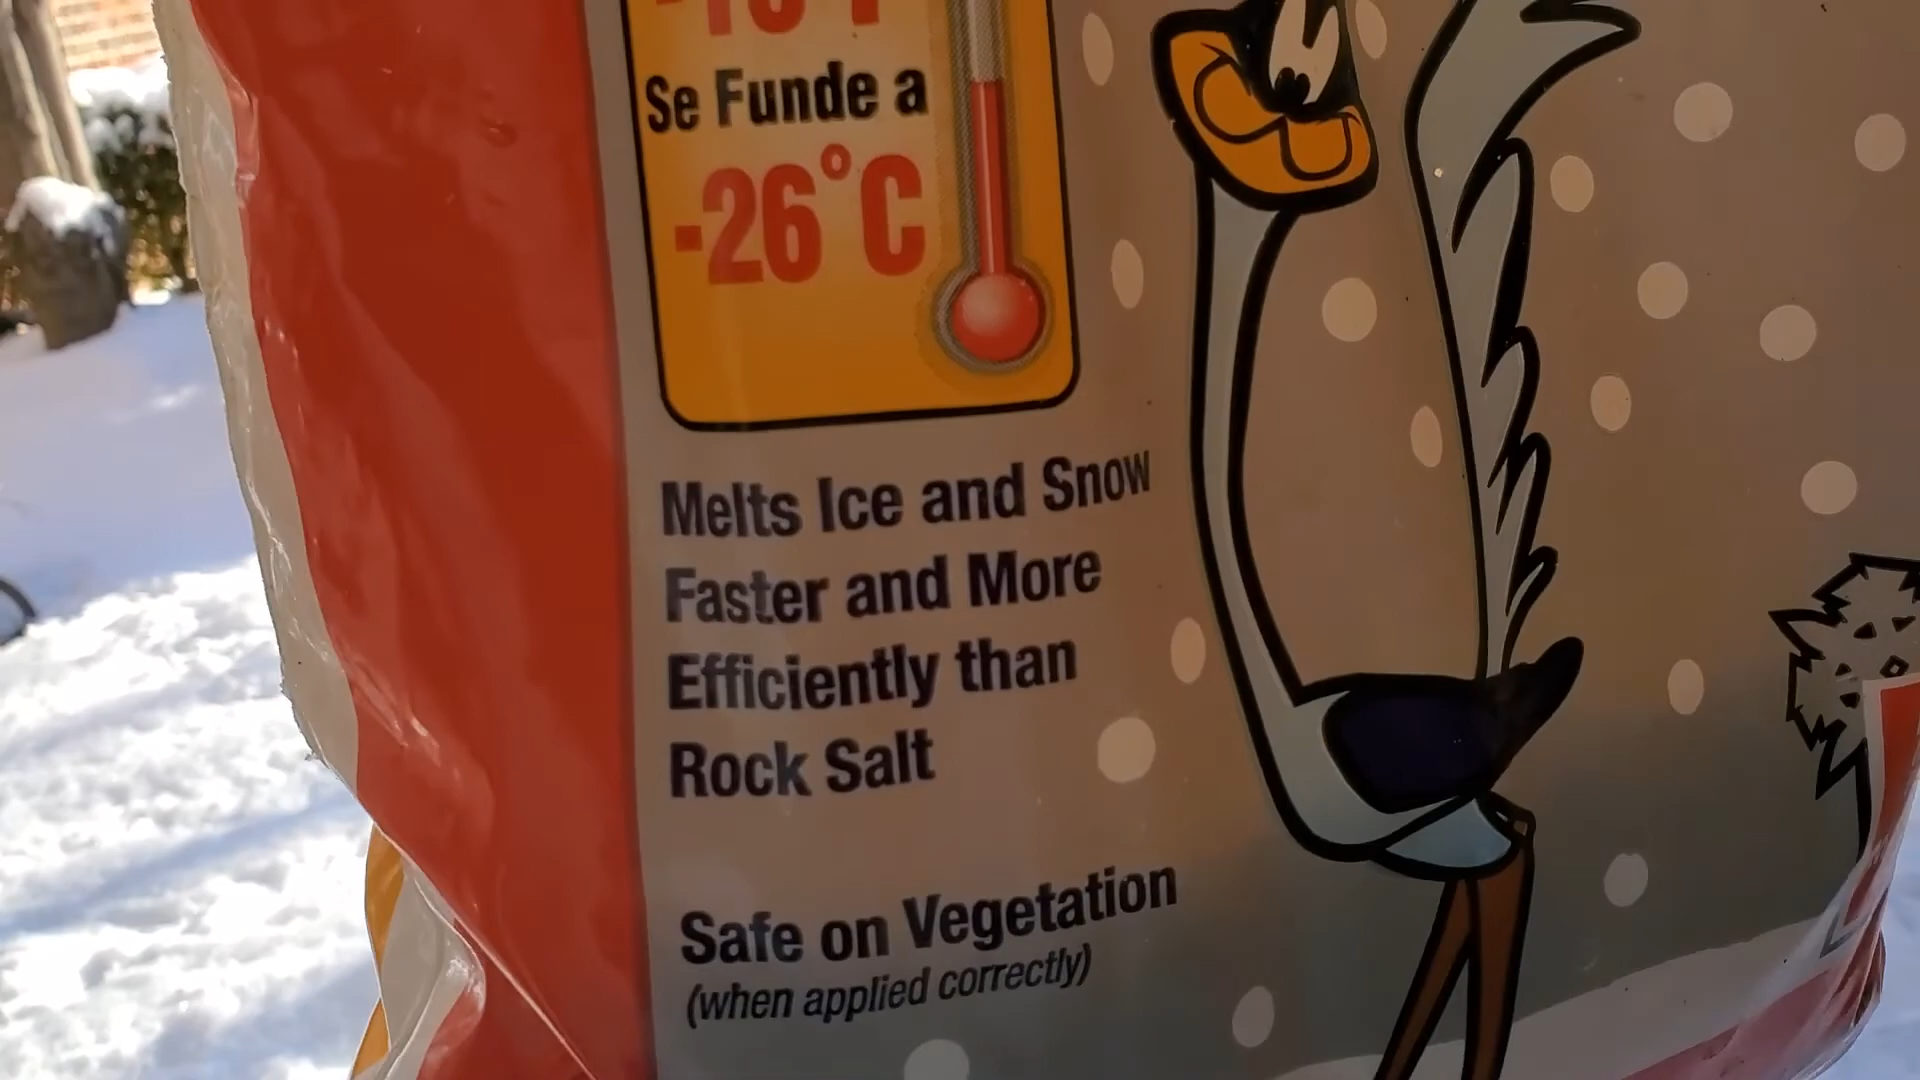 Se Funde a
-26°C
Melts Ice and Snow
Faster and More
Efficiently than
Rock Salt
Safe on Vegetation
(when applied correctly)